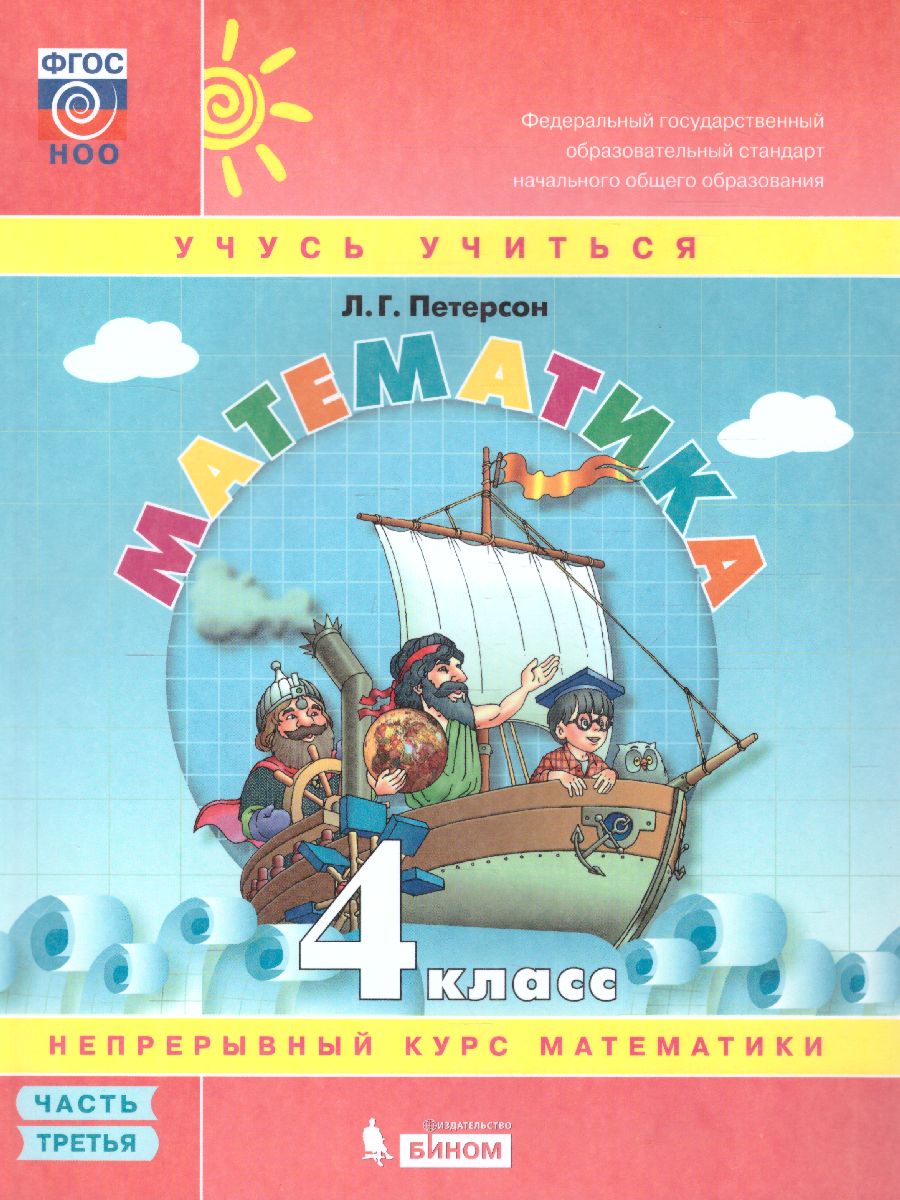 ФГОС
НОО
Федеральный государственный
образовательный стандарт
начального общего образования
УЧУСЬ УЧИТЬСЯ
Л. Г. Петерсон
МАТЕМАТИКА
4 класс
НЕПРЕРЫВНЫЙ КУРС МАТЕМАТИКИ
ЧАСТЬ
ТРЕТЬЯ
ИЗДАТЕЛЬСТВО
БИНОМ